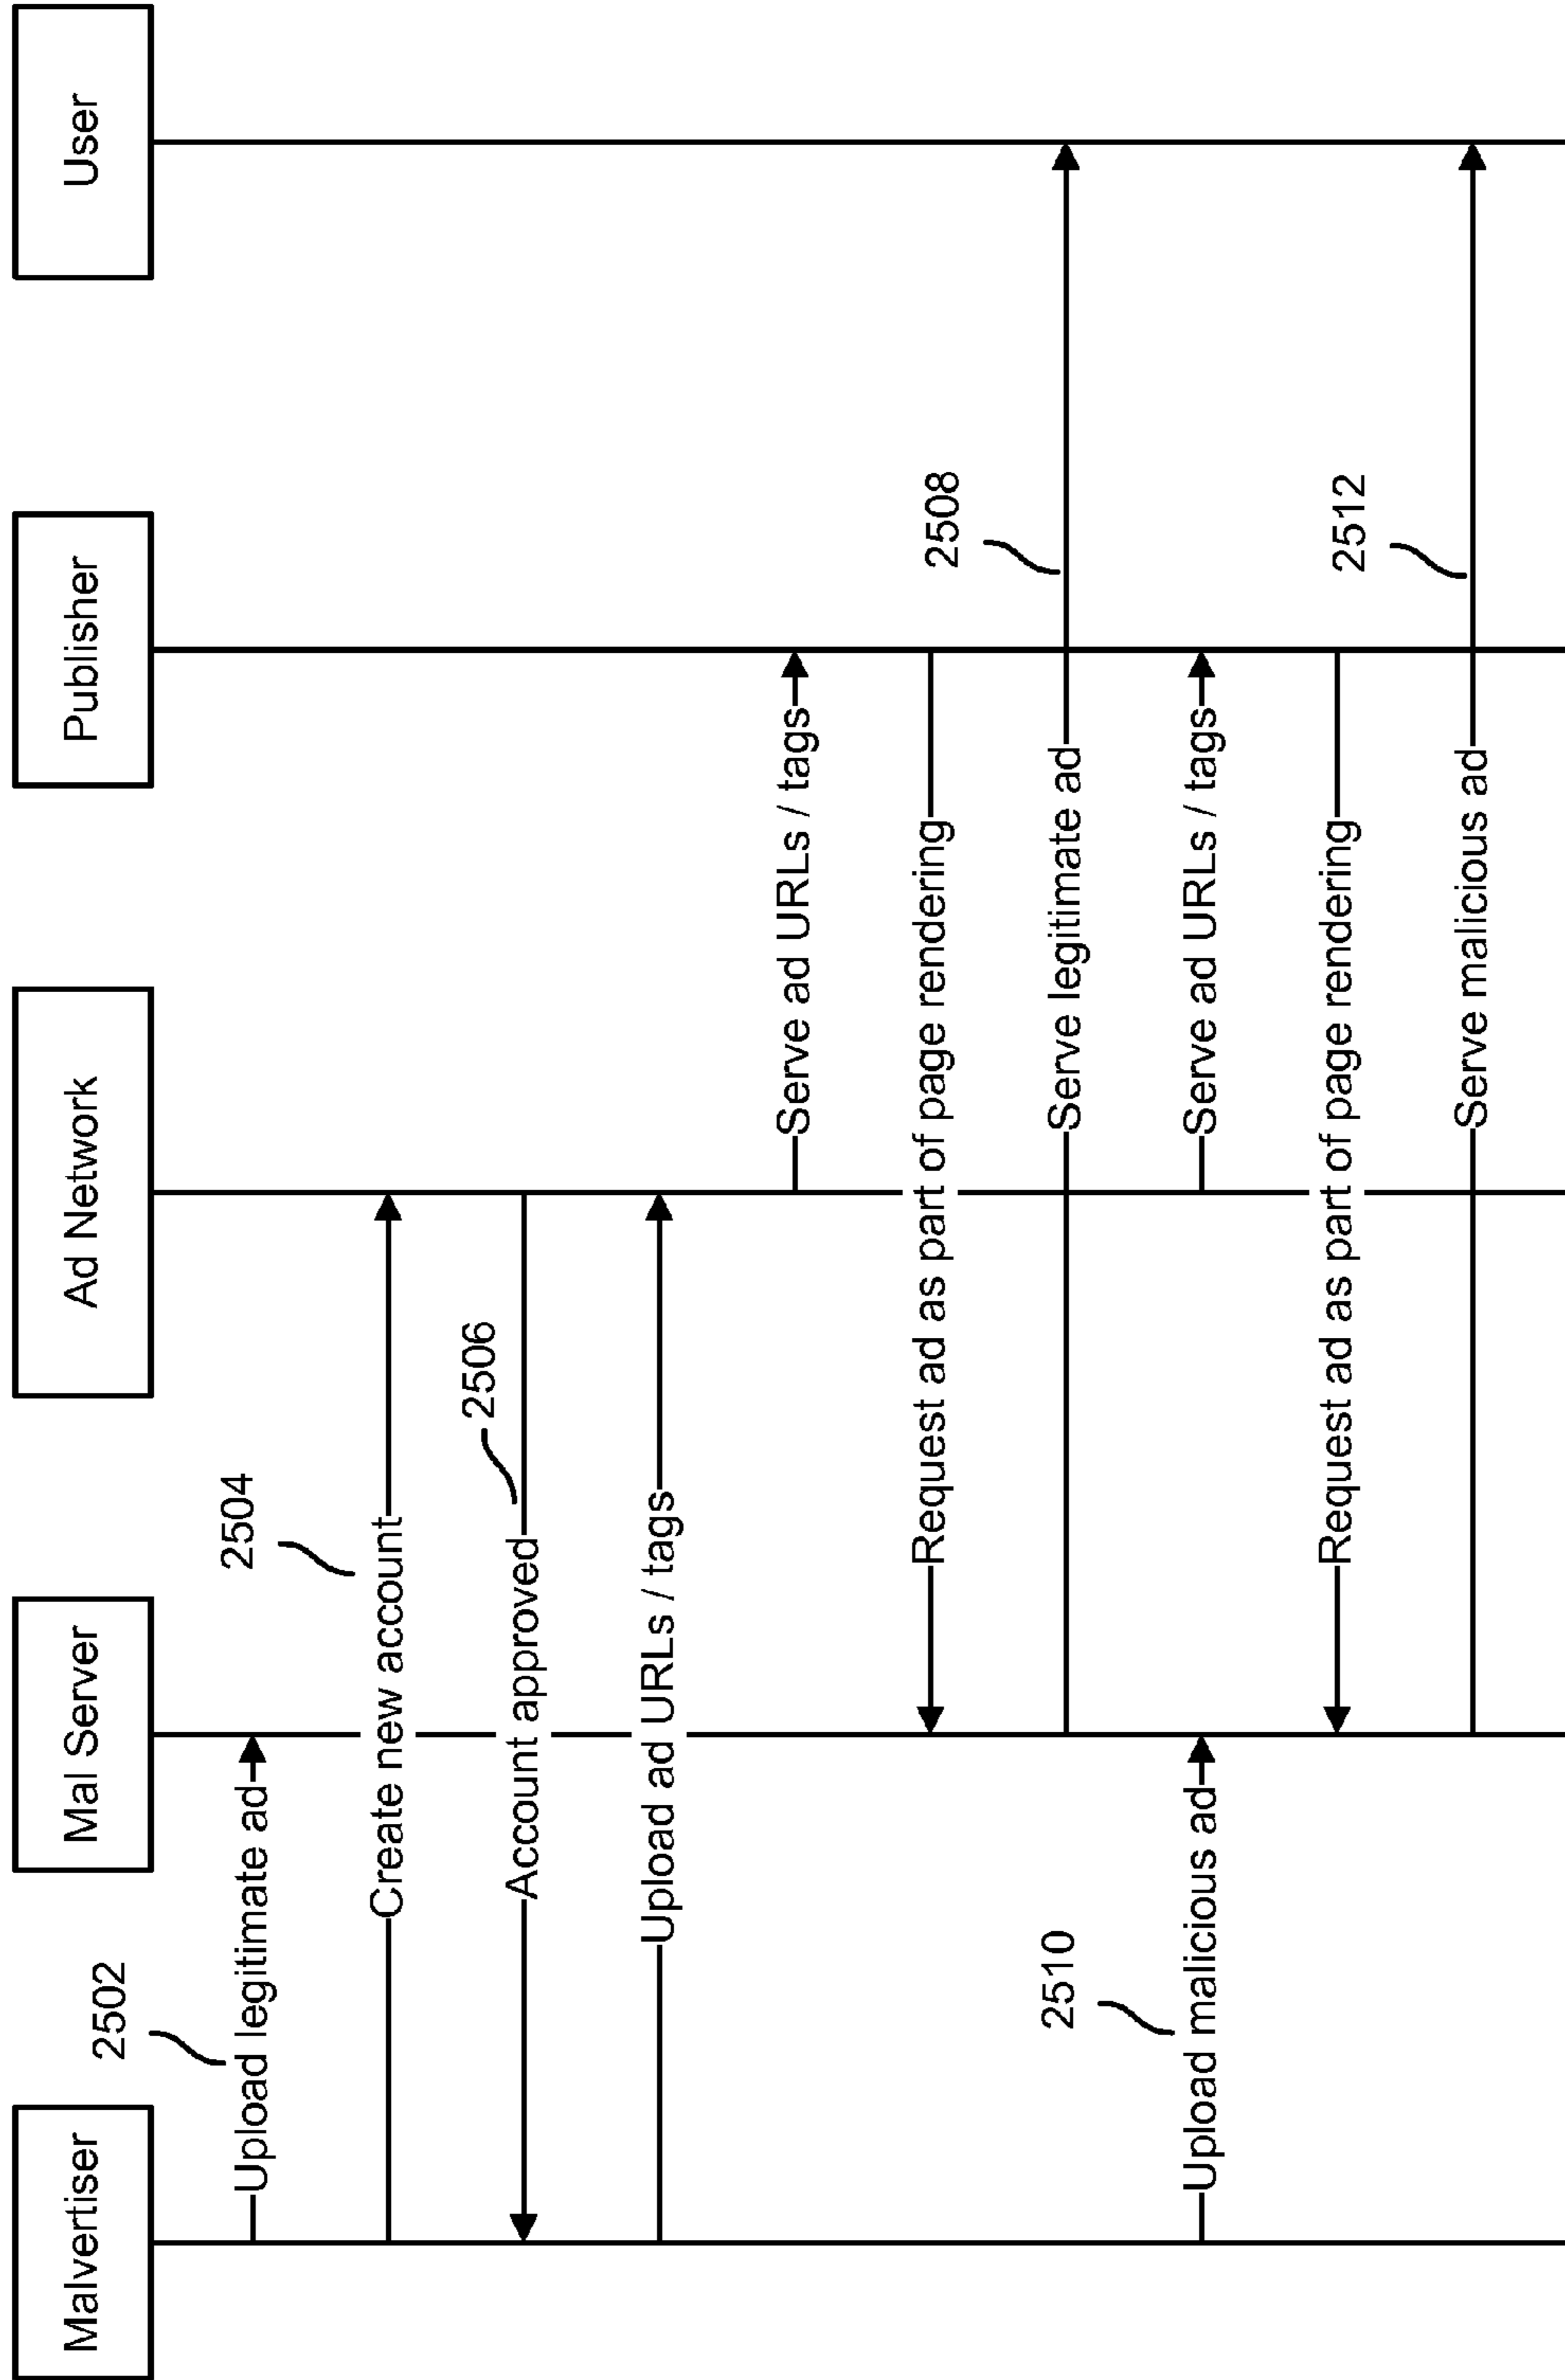 Malvertiser
Mal Server
Ad Network
Publisher
User
2502
Upload legitimate ad
2504
Create new account
2506
Account approved
Upload ad URLs / tags
Serve ad URLs / tags
Request ad as part of page rendering
2508
Serve legitimate ad
2510
Upload malicious ad
Serve ad URLs / tags
Request ad as part of page rendering
2512
Serve malicious ad